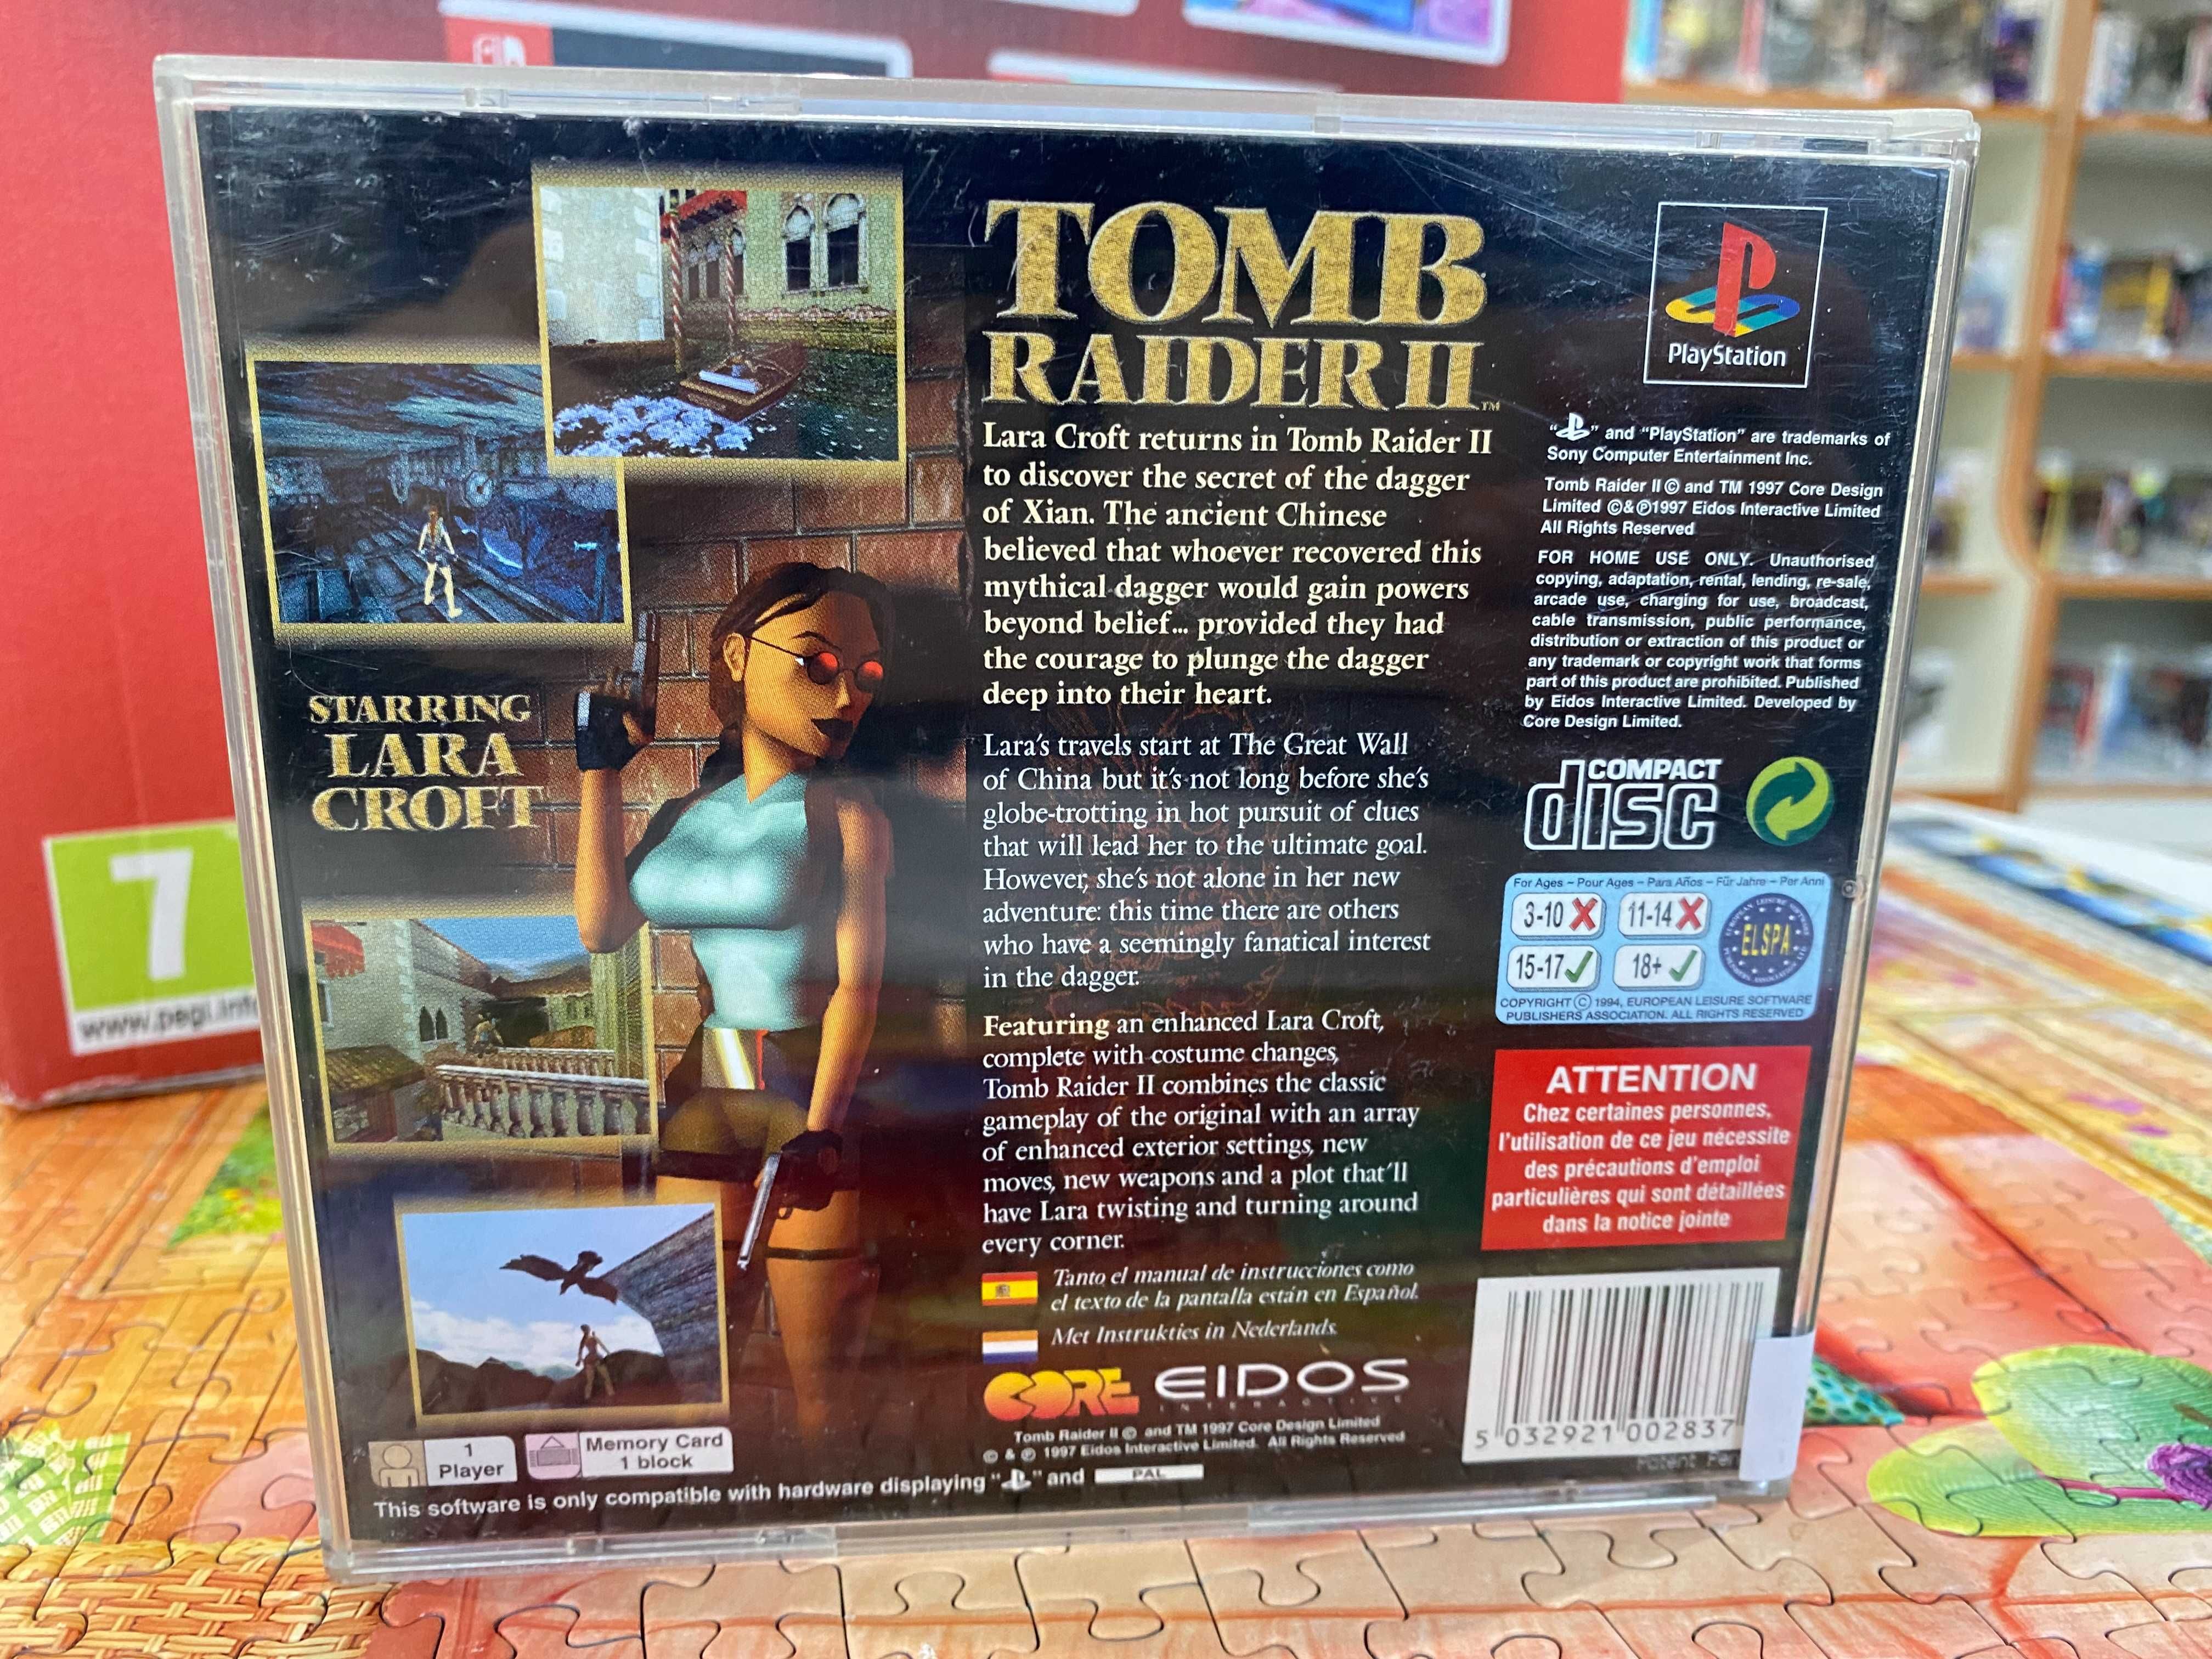 TOMB
RAIDER II™
Lara Croft returns in Tomb Raider II
to discover the secret of the dagger
of Xian. The ancient Chinese
believed that whoever recovered this
mythical dagger would gain powers
beyond belief... provided they had
the courage to plunge the dagger
deep into their heart.
Lara's travels start at The Great Wall
of China but it's not long before she's
globe-trotting in hot pursuit of clues
that will lead her to the ultimate goal.
However, she's not alone in her new
adventure: this time there are others
who have a seemingly fanatical interest
in the dagger.
Featuring an enhanced Lara Croft,
complete with costume changes,
Tomb Raider II combines the classic
gameplay of the original with an array
of enhanced exterior settings, new
moves, new weapons and a plot that'll
have Lara twisting and turning around
every corner.
Tanto el manual de instrucciones como
el texto de la pantalla están en Español.
Met Instrukties in Nederlands.
CORE EIDOS
INTERACTIVE
Tomb Raider II © and TM 1997 Core Design Limited
© & ℗ 1997 Eidos Interactive Limited. All Rights Reserved
STARRING
LARA
CROFT
1
Player
Memory Card
1 block
This software is only compatible with hardware displaying "PS" and PAL
PlayStation
"PS" and "PlayStation" are trademarks of
Sony Computer Entertainment Inc.
Tomb Raider II © and TM 1997 Core Design
Limited ©&℗1997 Eidos Interactive Limited
All Rights Reserved
FOR HOME USE ONLY. Unauthorised
copying, adaptation, rental, lending, re-sale,
arcade use, charging for use, broadcast,
cable transmission, public performance,
distribution or extraction of this product or
any trademark or copyright work that forms
part of this product are prohibited. Published
by Eidos Interactive Limited. Developed by
Core Design Limited.
COMPACT
disc
For Ages – Pour Ages – Para Años – Für Jahre – Per Anni
3-10 11-14
15-17 18+
ELSPA
COPYRIGHT © 1994, EUROPEAN LEISURE SOFTWARE
PUBLISHERS ASSOCIATION. ALL RIGHTS RESERVED
ATTENTION
Chez certaines personnes,
l'utilisation de ce jeu nécessite
des précautions d'emploi
particulières qui sont détaillées
dans la notice jointe
5 032921 002837
Patent
7
www.pegi.inf